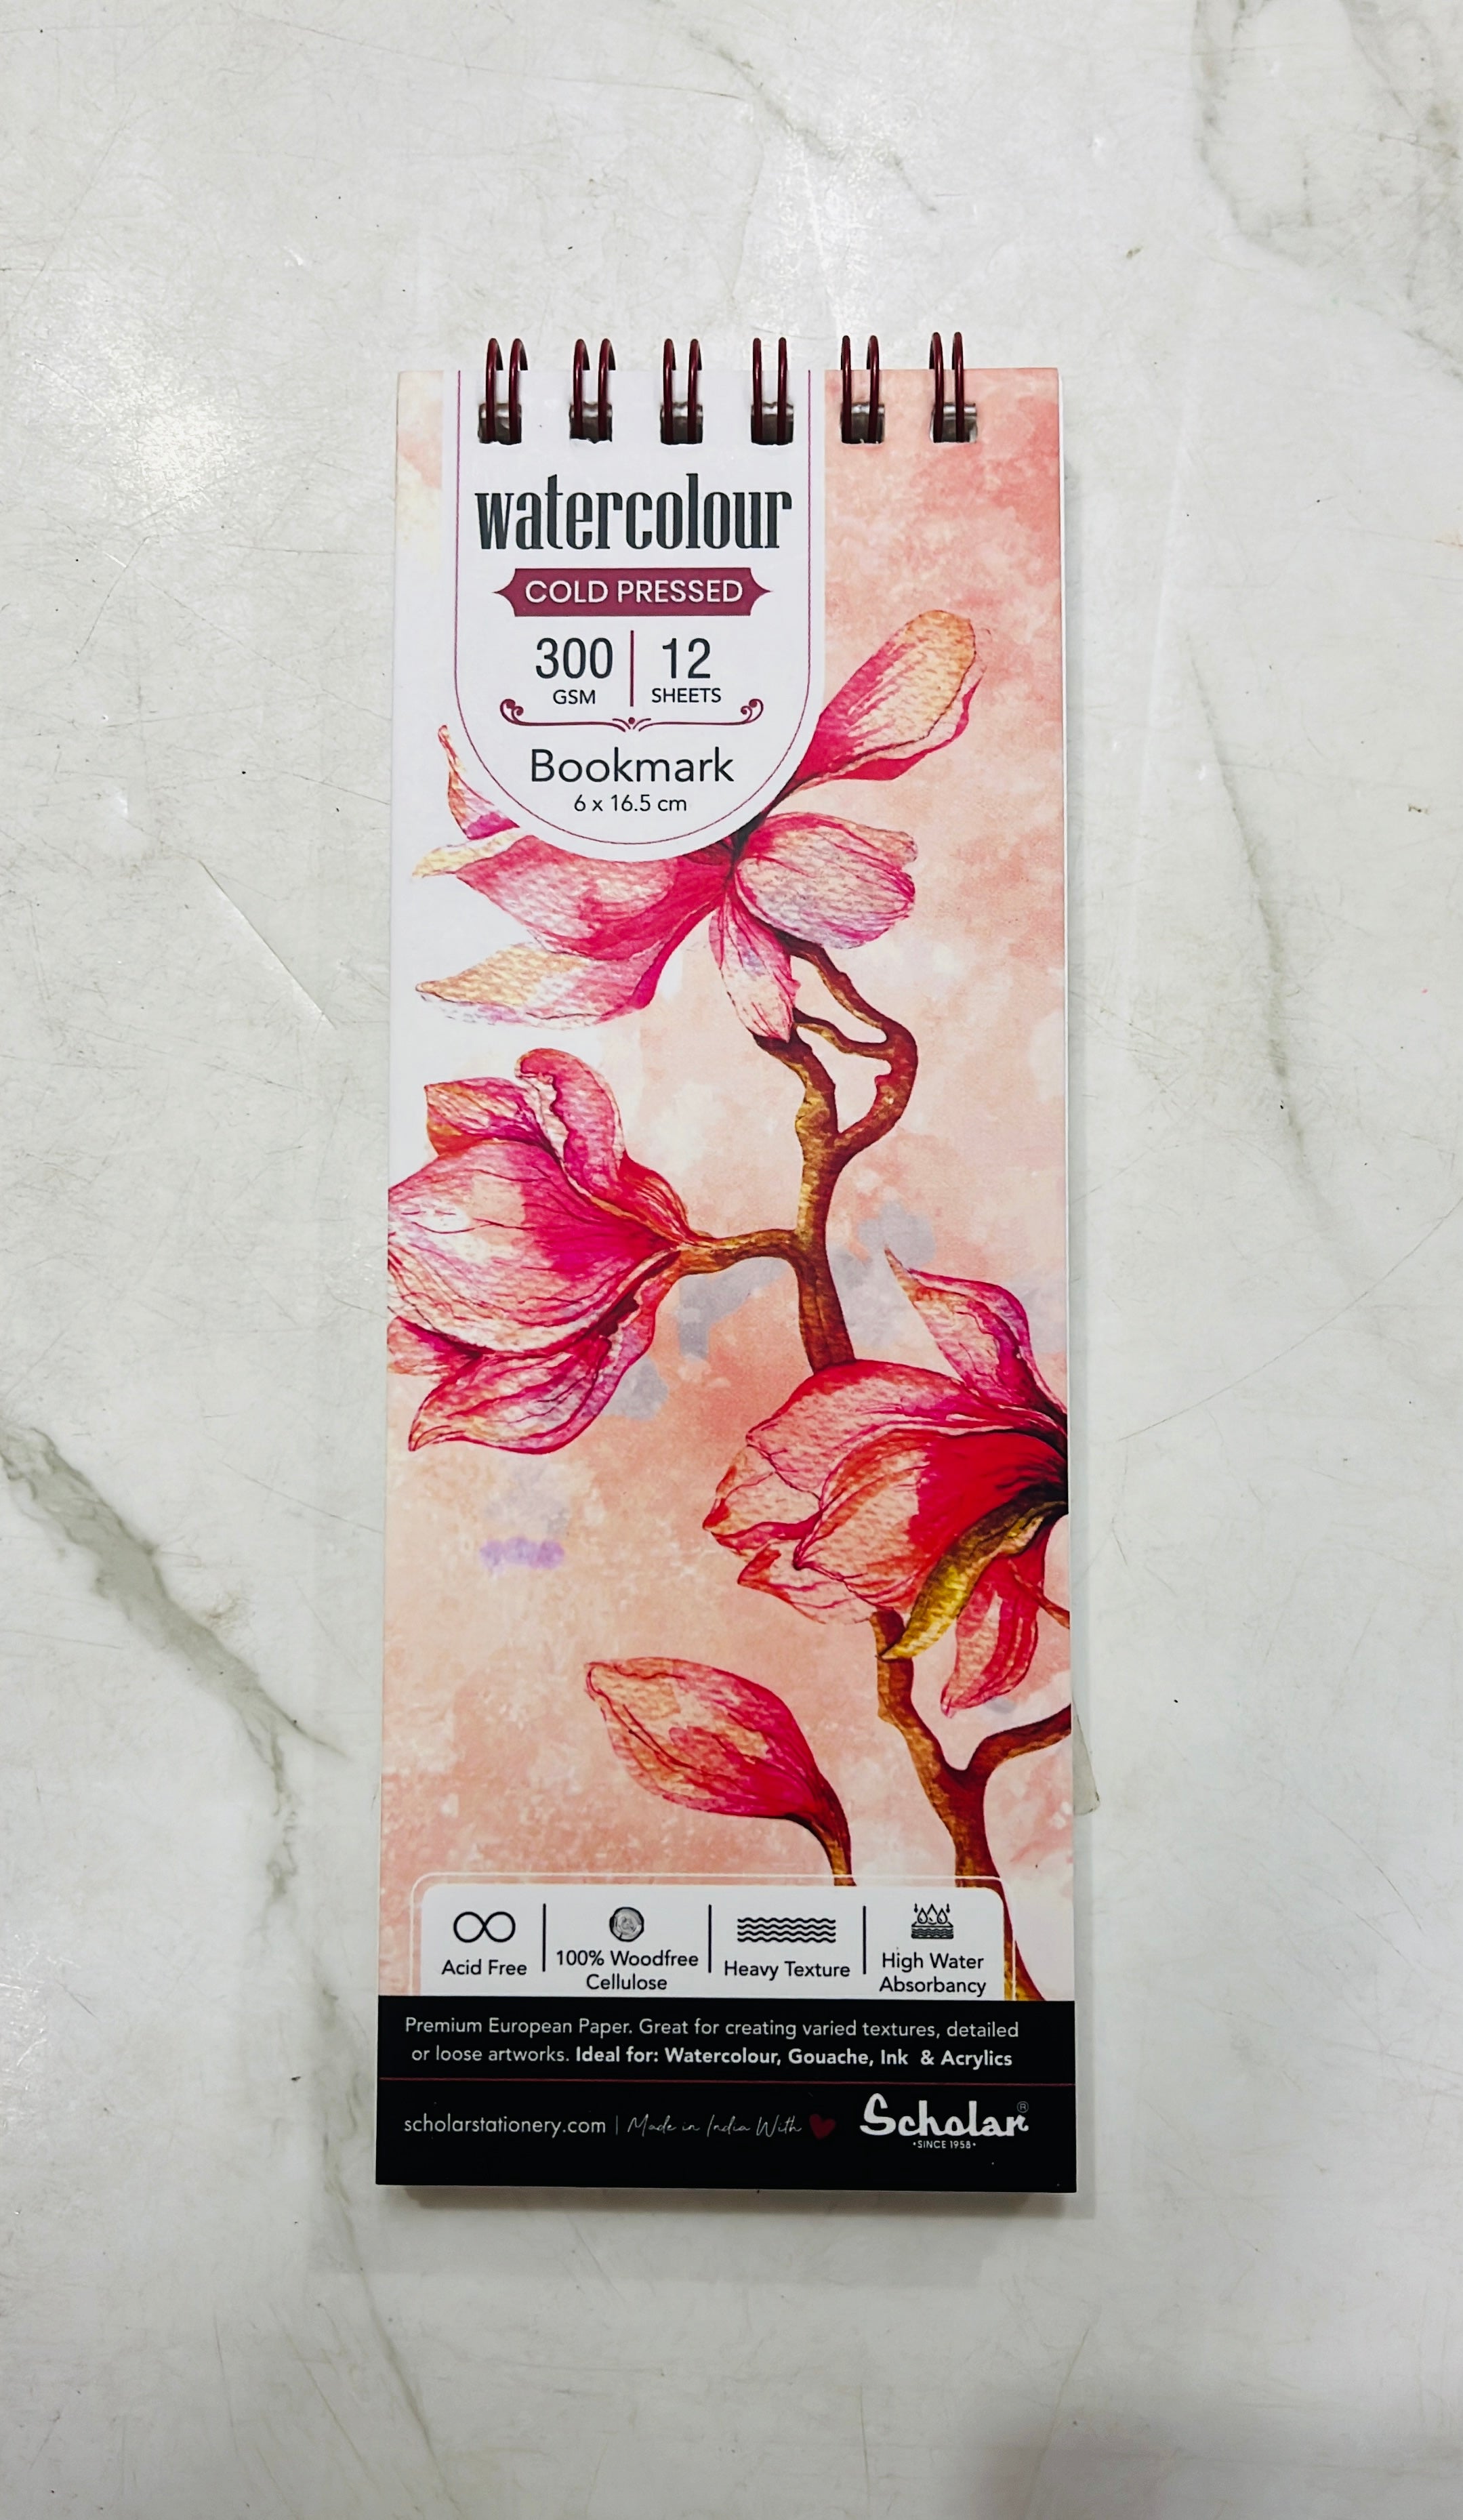 watercolour
COLD PRESSED
300 | 12
GSM SHEETS
Bookmark
6 x 16.5 cm
Acid Free
100% Woodfree
Cellulose
Heavy Texture
High Water
Absorbancy
Premium European Paper. Great for creating varied textures, detailed
or loose artworks. Ideal for: Watercolour, Gouache, Ink & Acrylics
scholarstationery.com | Made in India With ❤
Scholar®
•SINCE 1958•